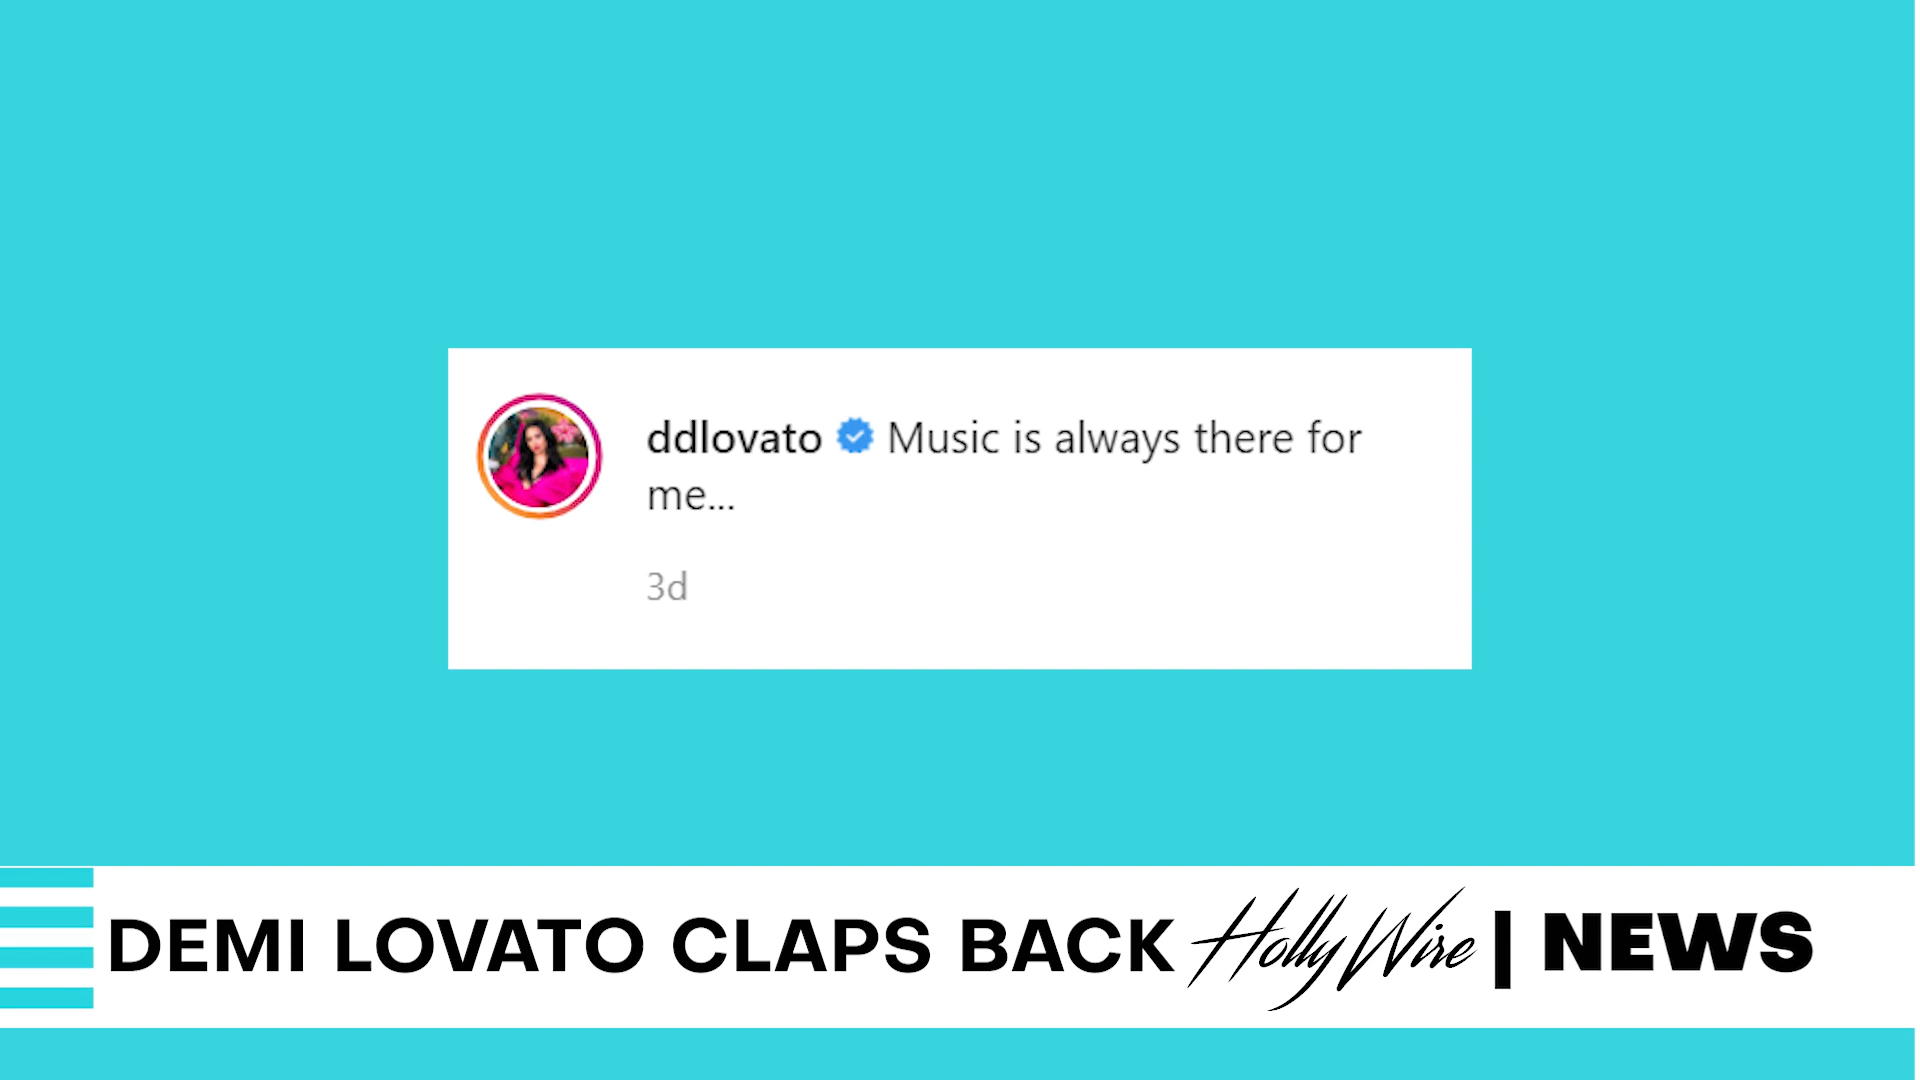 ddlovato Music is always there for
me...
3d
DEMI LOVATO CLAPS BACK HollyWire | NEWS